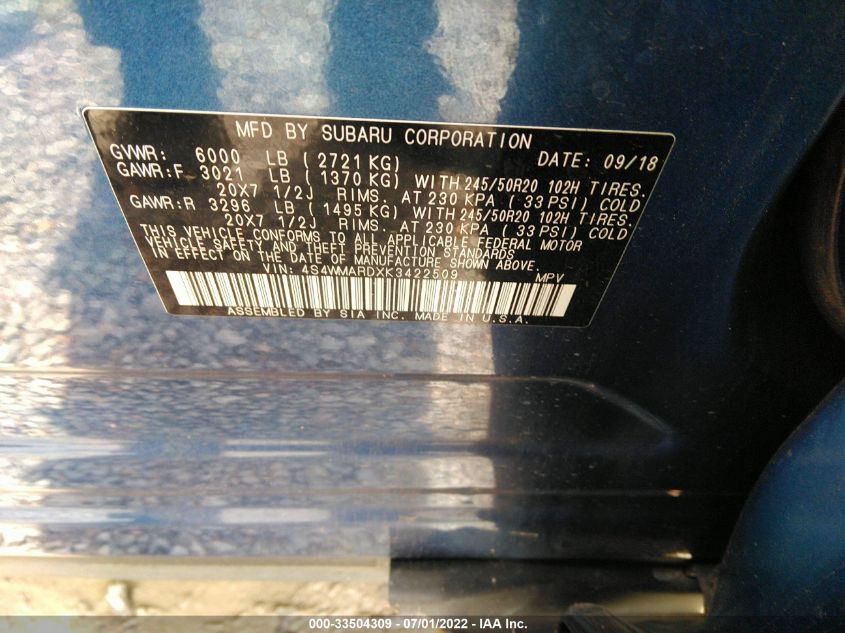 MFD BY SUBARU CORPORATION
GVWR: 6000 LB ( 2721 KG) DATE: 09/18
GAWR:F 3021 LB ( 1370 KG) WITH 245/50R20 102H TIRES.
20X7 1/2J RIMS. AT 230 KPA ( 33 PSI) COLD
GAWR:R 3296 LB ( 1495 KG) WITH 245/50R20 102H TIRES.
20X7 1/2J RIMS. AT 230 KPA ( 33 PSI) COLD.
THIS VEHICLE CONFORMS TO ALL APPLICABLE FEDERAL MOTOR
VEHICLE SAFETY AND THEFT PREVENTION STANDARDS
IN EFFECT ON THE DATE OF MANUFACTURE SHOWN ABOVE.
VIN: 4S4WMARDXK3422509 MPV
ASSEMBLED BY SIA INC. MADE IN U.S.A.
000-33504309 - 07/01/2022 - IAA Inc.